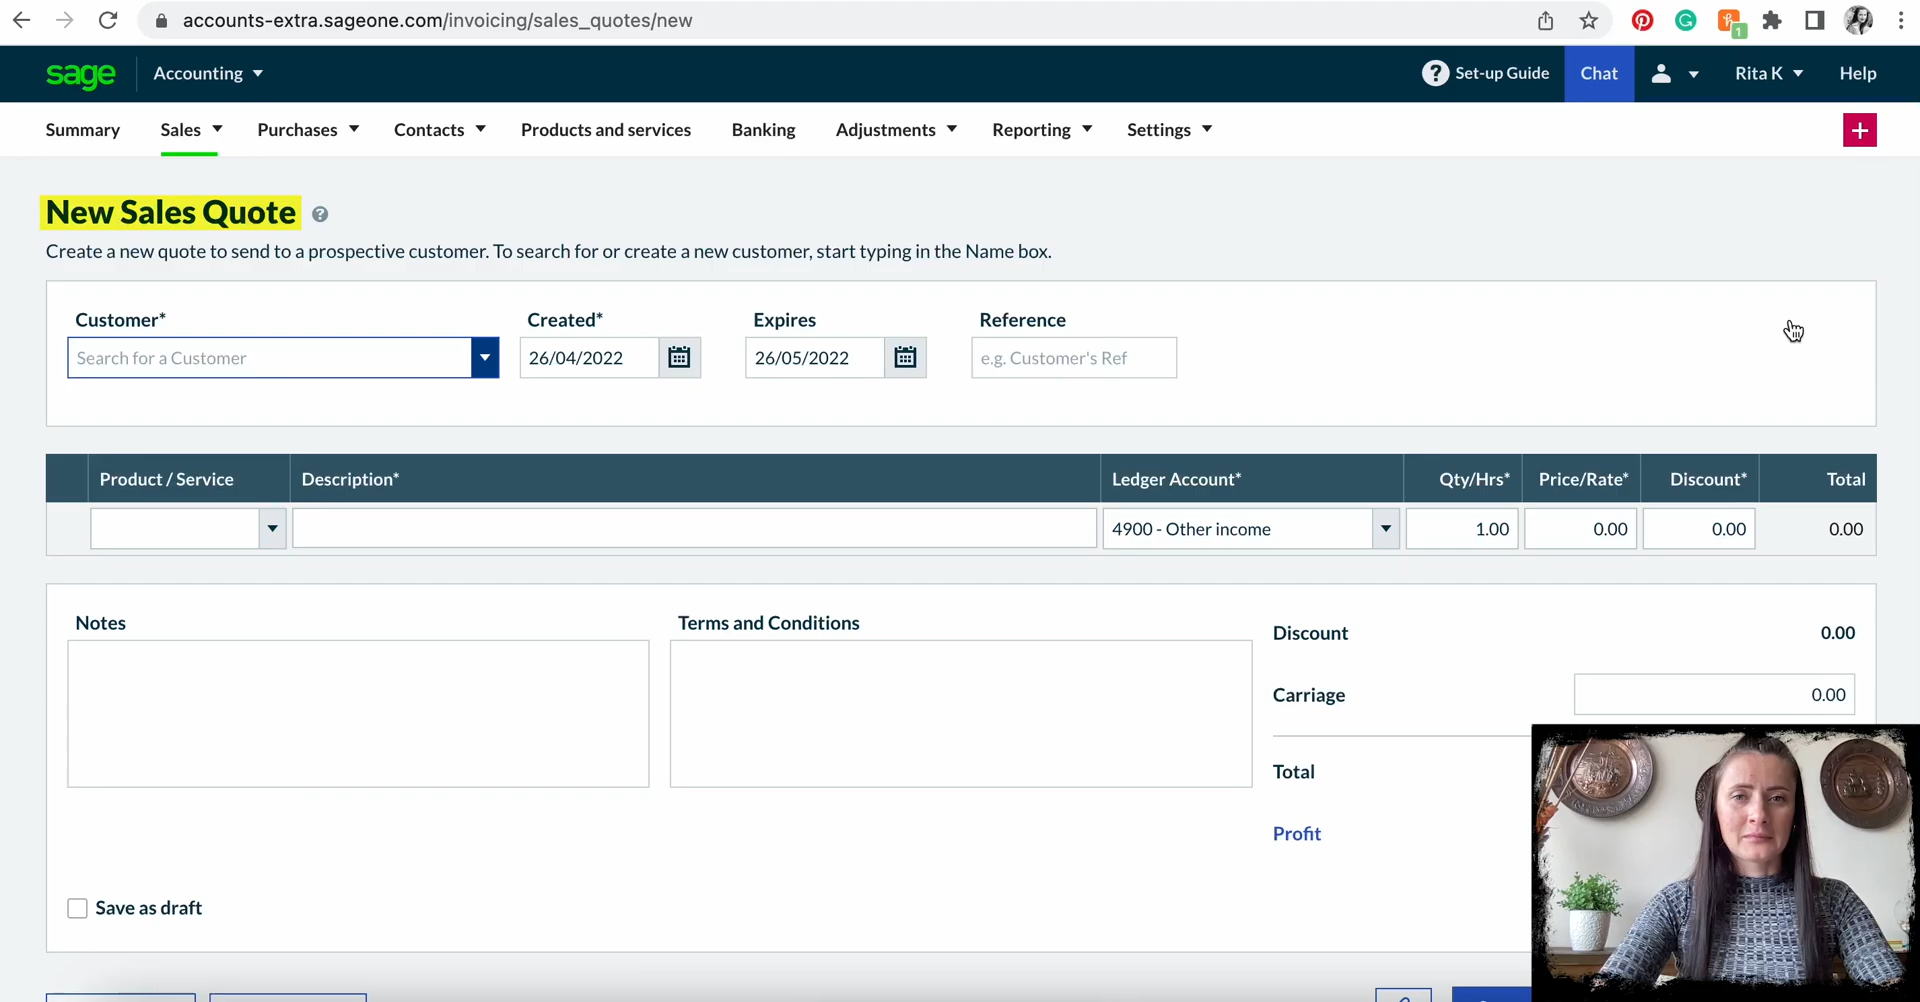 accounts-extra.sageone.com/invoicing/sales_quotes/new
1
sage Accounting Set-up Guide Chat Rita K Help
Summary Sales Purchases Contacts Products and services Banking Adjustments Reporting Settings
New Sales Quote
Create a new quote to send to a prospective customer. To search for or create a new customer, start typing in the Name box.
Customer* Created* Expires Reference
Search for a Customer 26/04/2022 26/05/2022 e.g. Customer's Ref
Product / Service Description* Ledger Account* Qty/Hrs* Price/Rate* Discount* Total
4900 - Other income 1.00 0.00 0.00 0.00
Notes Terms and Conditions
Discount 0.00
Carriage 0.00
Total
Profit
Save as draft